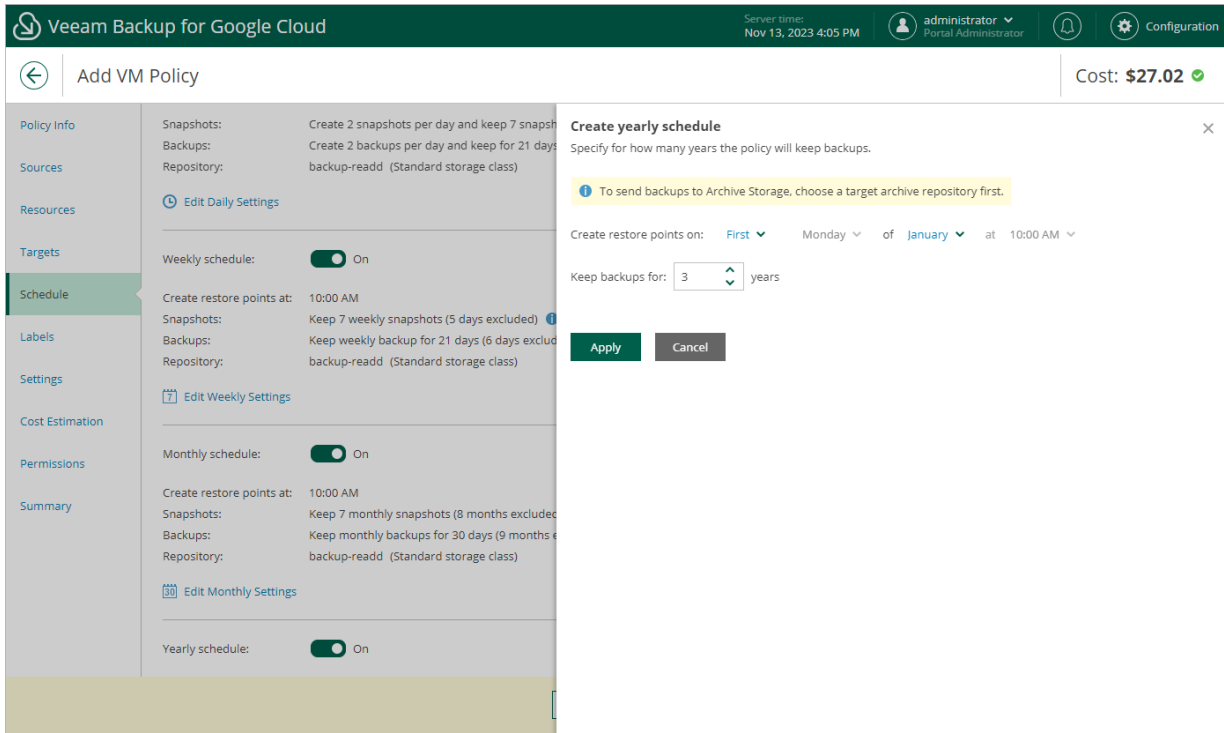 Veeam Backup for Google Cloud
Server time:
Nov 13, 2023 4:05 PM
administrator
Portal Administrator
Configuration
Add VM Policy
Cost: $27.02
Policy Info
Sources
Resources
Targets
Schedule
Labels
Settings
Cost Estimation
Permissions
Summary
Snapshots: Create 2 snapshots per day and keep 7 snapsh
Backups: Create 2 backups per day and keep for 21 days
Repository: backup-readd (Standard storage class)
Edit Daily Settings
Weekly schedule: On
Create restore points at: 10:00 AM
Snapshots: Keep 7 weekly snapshots (5 days excluded)
Backups: Keep weekly backup for 21 days (6 days exclud
Repository: backup-readd (Standard storage class)
7 Edit Weekly Settings
Monthly schedule: On
Create restore points at: 10:00 AM
Snapshots: Keep 7 monthly snapshots (8 months excluded
Backups: Keep monthly backups for 30 days (9 months e
Repository: backup-readd (Standard storage class)
30 Edit Monthly Settings
Yearly schedule: On
Create yearly schedule
Specify for how many years the policy will keep backups.
To send backups to Archive Storage, choose a target archive repository first.
Create restore points on: First Monday of January at 10:00 AM
Keep backups for: 3 years
Apply Cancel